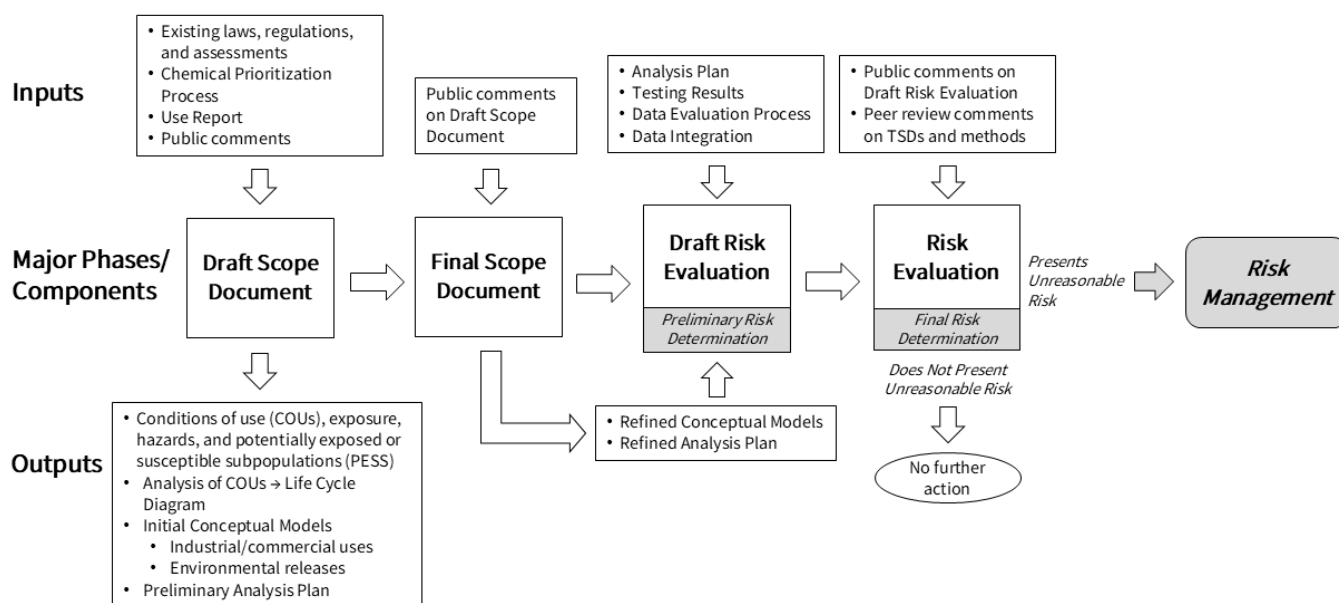 Inputs
• Existing laws, regulations,
and assessments
• Chemical Prioritization
Process
• Use Report
• Public comments
Public comments
on Draft Scope
Document
• Analysis Plan
• Testing Results
• Data Evaluation Process
• Data Integration
• Public comments on
Draft Risk Evaluation
• Peer review comments
on TSDs and methods
Major Phases/
Components
Draft Scope
Document
Final Scope
Document
Draft Risk
Evaluation
Preliminary Risk
Determination
Risk
Evaluation
Final Risk
Determination
Presents
Unreasonable
Risk
Risk
Management
Does Not Present
Unreasonable Risk
No further
action
Outputs
• Conditions of use (COUs), exposure,
hazards, and potentially exposed or
susceptible subpopulations (PESS)
• Analysis of COUs → Life Cycle
Diagram
• Initial Conceptual Models
• Industrial/commercial uses
• Environmental releases
• Preliminary Analysis Plan
• Refined Conceptual Models
• Refined Analysis Plan